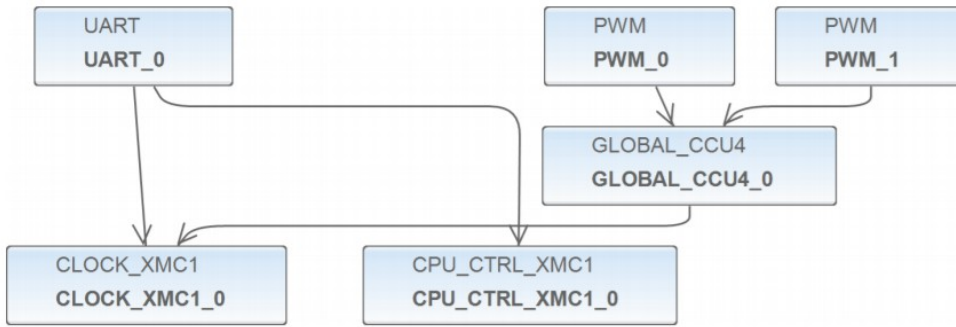 UART
UART_0
PWM
PWM_0
PWM
PWM_1
GLOBAL_CCU4
GLOBAL_CCU4_0
CLOCK_XMC1
CLOCK_XMC1_0
CPU_CTRL_XMC1
CPU_CTRL_XMC1_0